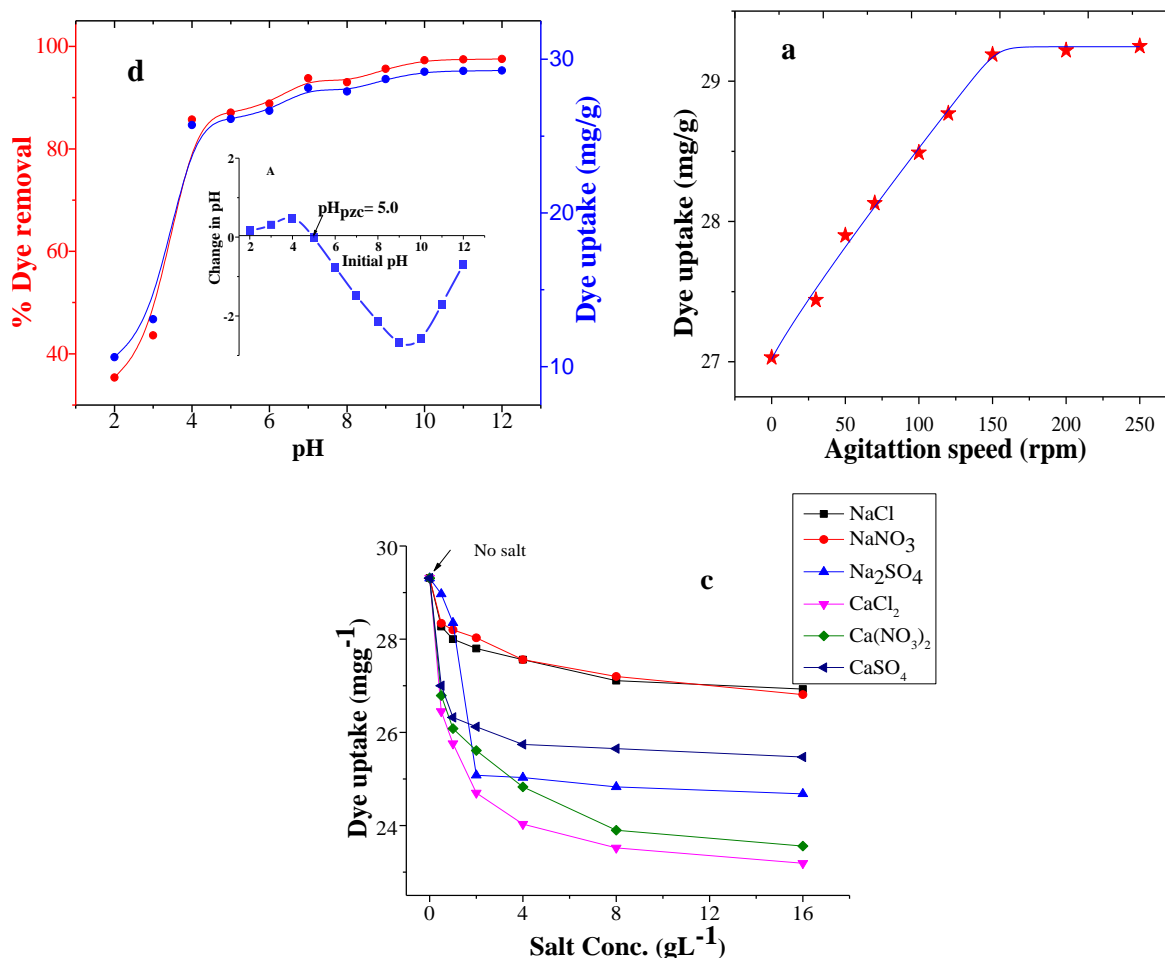 d
100
80
60
40
% Dye removal
2
4
6
8
10
12
pH
30
20
10
Dye uptake (mg/g)
A
2
0
-2
Change in pH
pHpzc= 5.0
2
4
6
8
10
12
Initial pH
a
29
28
27
Dye uptake (mg/g)
0
50
100
150
200
250
Agitattion speed (rpm)
NaCl
NaNO3
Na2SO4
CaCl2
Ca(NO3)2
CaSO4
c
No salt
30
28
26
24
Dye uptake (mgg-1)
0
4
8
12
16
Salt Conc. (gL-1)